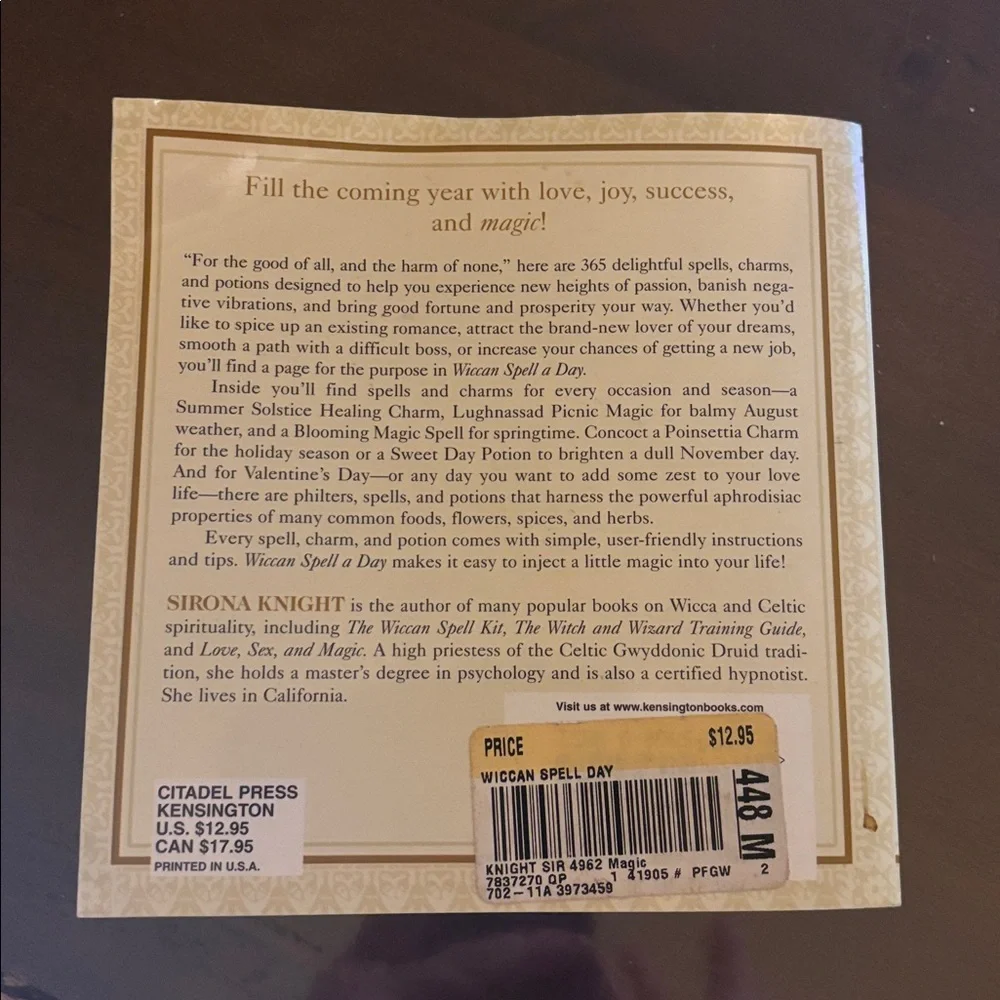 Fill the coming year with love, joy, success,
and magic!
“For the good of all, and the harm of none,” here are 365 delightful spells, charms,
and potions designed to help you experience new heights of passion, banish nega-
tive vibrations, and bring good fortune and prosperity your way. Whether you’d
like to spice up an existing romance, attract the brand-new lover of your dreams,
smooth a path with a difficult boss, or increase your chances of getting a new job,
you’ll find a page for the purpose in Wiccan Spell a Day.
Inside you’ll find spells and charms for every occasion and season—a
Summer Solstice Healing Charm, Lughnassad Picnic Magic for balmy August
weather, and a Blooming Magic Spell for springtime. Concoct a Poinsettia Charm
for the holiday season or a Sweet Day Potion to brighten a dull November day.
And for Valentine’s Day—or any day you want to add some zest to your love
life—there are philters, spells, and potions that harness the powerful aphrodisiac
properties of many common foods, flowers, spices, and herbs.
Every spell, charm, and potion comes with simple, user-friendly instructions
and tips. Wiccan Spell a Day makes it easy to inject a little magic into your life!
SIRONA KNIGHT is the author of many popular books on Wicca and Celtic
spirituality, including The Wiccan Spell Kit, The Witch and Wizard Training Guide,
and Love, Sex, and Magic. A high priestess of the Celtic Gwyddonic Druid tradi-
tion, she holds a master’s degree in psychology and is also a certified hypnotist.
She lives in California.
Visit us at www.kensingtonbooks.com
CITADEL PRESS
KENSINGTON
U.S. $12.95
CAN $17.95
PRINTED IN U.S.A.
PRICE $12.95
WICCAN SPELL DAY
448 M
KNIGHT SIR 4962 Magic
7837270 QP 1 41905 # PFGW 2
702-11A 3973459